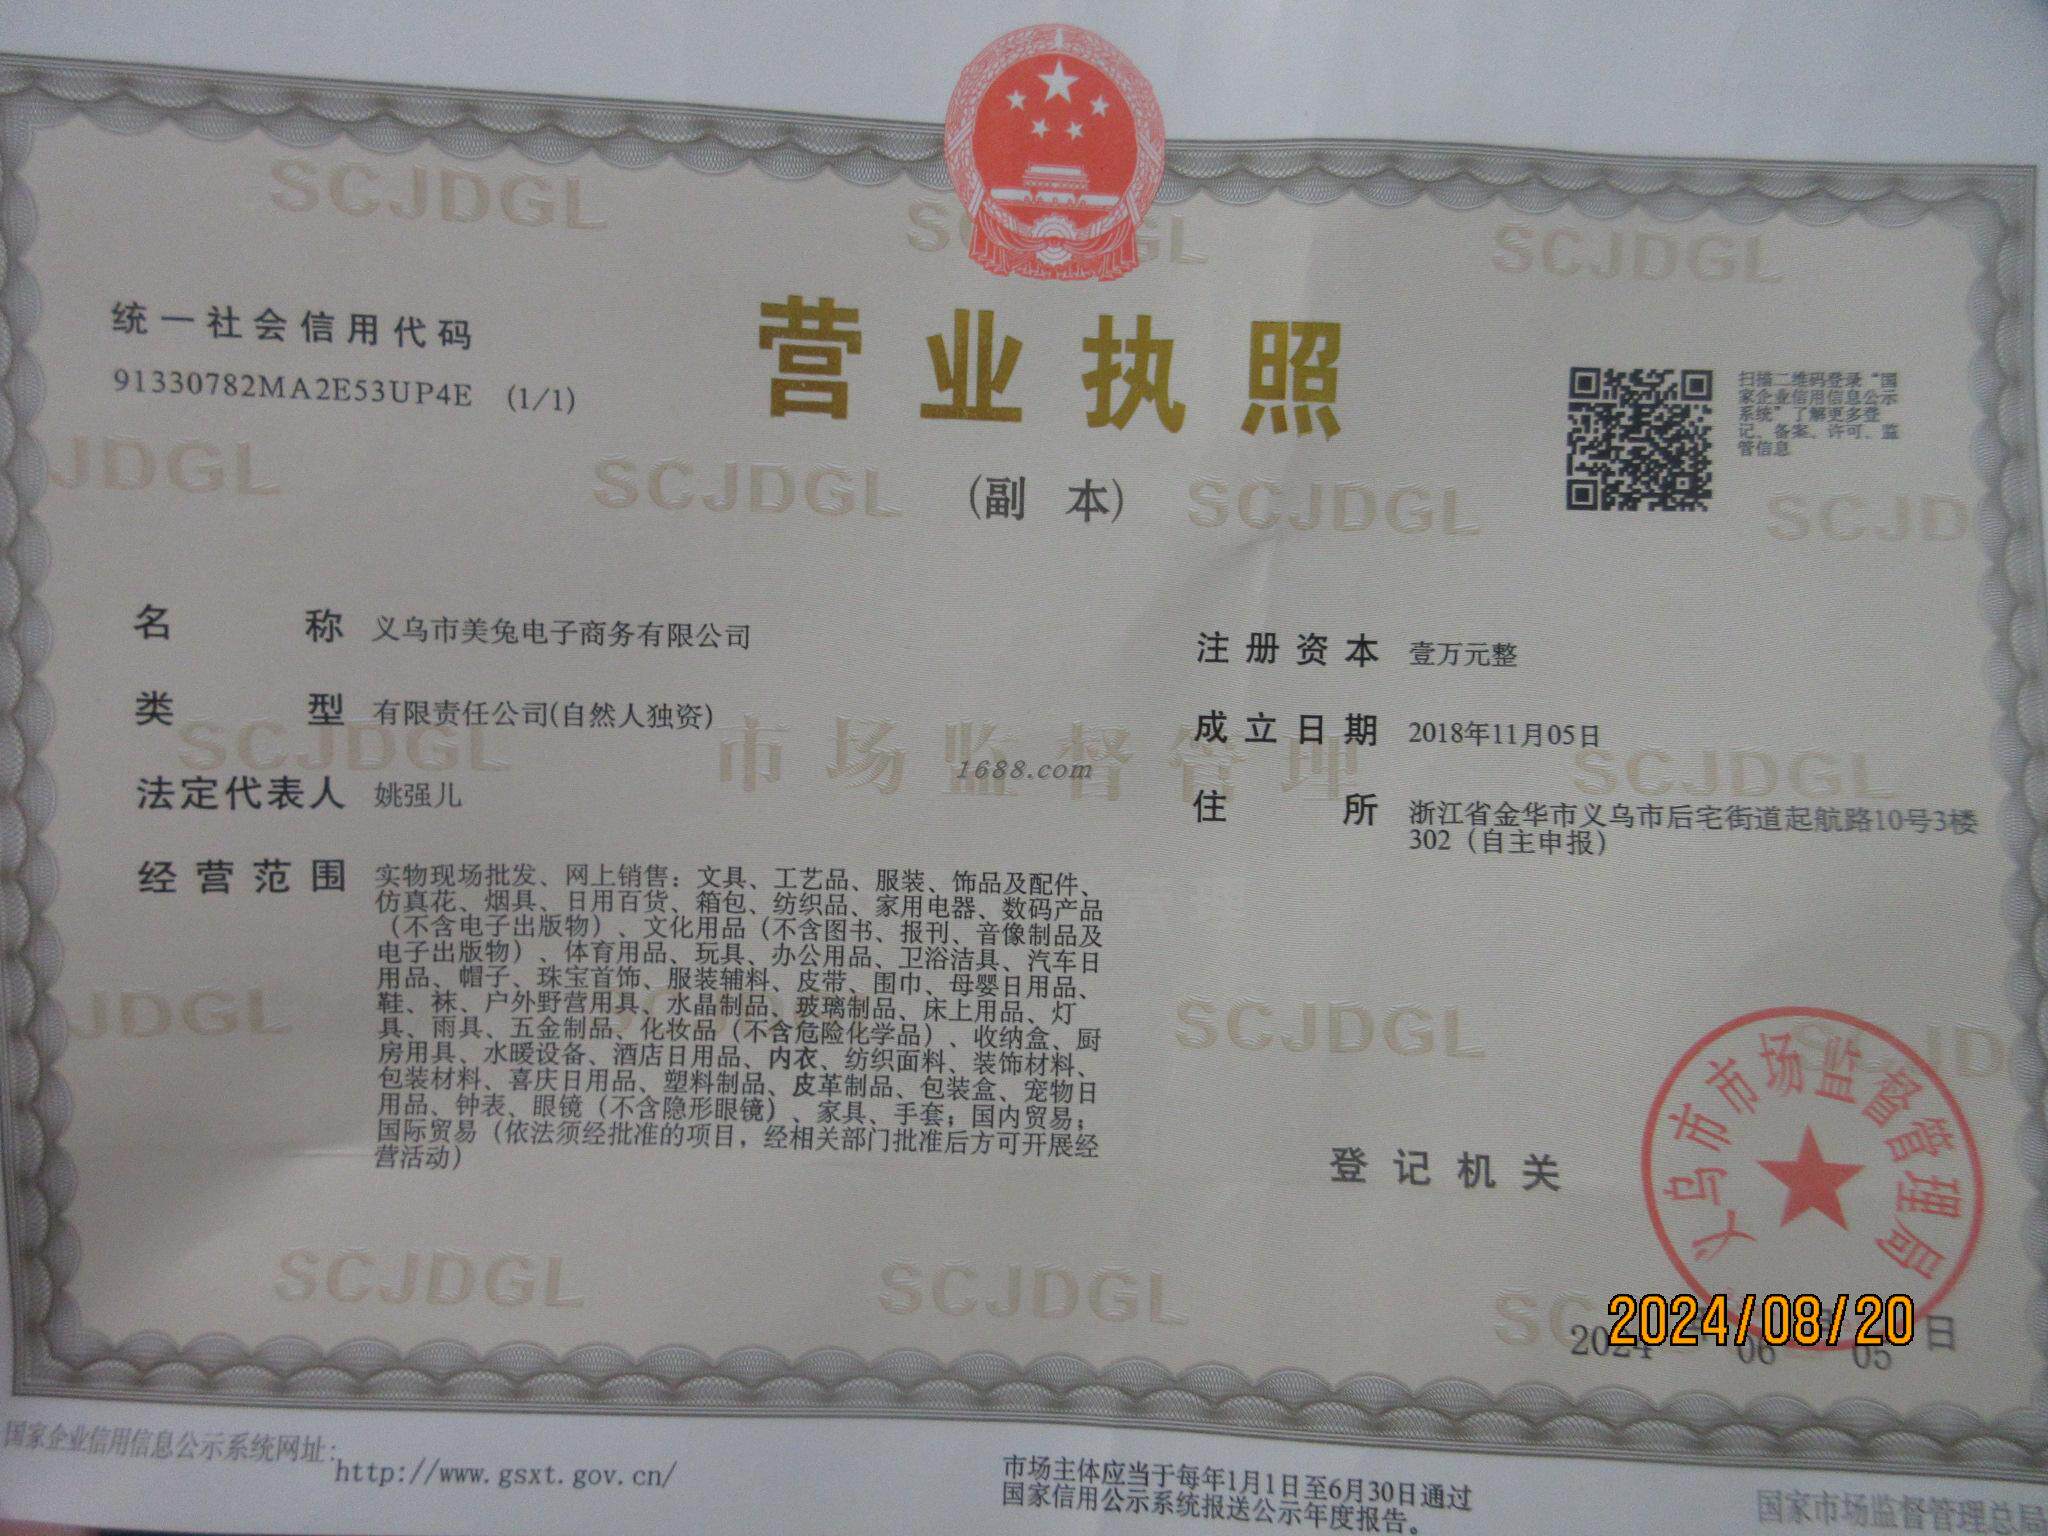 统一社会信用代码
91330782MA2E53UP4E (1/1)
营业执照
(副 本)
扫描二维码登录“国
家企业信用信息公示
系统”了解更多登
记、备案、许可、监
管信息
名 称 义乌市美兔电子商务有限公司
类 型 有限责任公司(自然人独资)
法定代表人 姚强儿
经营范围 实物现场批发、网上销售：文具、工艺品、服装、饰品及配件、
仿真花、烟具、日用百货、箱包、纺织品、家用电器、数码产品
（不含电子出版物）、文化用品（不含图书、报刊、音像制品及
电子出版物）、体育用品、玩具、办公用品、卫浴洁具、汽车日
用品、帽子、珠宝首饰、服装辅料、皮带、围巾、母婴日用品、
鞋、袜、户外野营用具、水晶制品、玻璃制品、床上用品、灯
具、雨具、五金制品、化妆品（不含危险化学品）、收纳盒、厨
房用具、水暖设备、酒店日用品、内衣、纺织面料、装饰材料、
包装材料、喜庆日用品、塑料制品、皮革制品、包装盒、宠物日
用品、钟表、眼镜（不含隐形眼镜）、家具、手套；国内贸易；
国际贸易（依法须经批准的项目，经相关部门批准后方可开展经
营活动）
注册资本 壹万元整
成立日期 2018年11月05日
住 所 浙江省金华市义乌市后宅街道起航路10号3楼
302（自主申报）
市场监督管理
1688.com
SCJDGL
登记机关
义乌市市场监督管理局
2024 06 05 日
2024/08/20
国家企业信用信息公示系统网址：
http://www.gsxt.gov.cn/
市场主体应当于每年1月1日至6月30日通过
国家信用公示系统报送公示年度报告。
国家市场监督管理总局